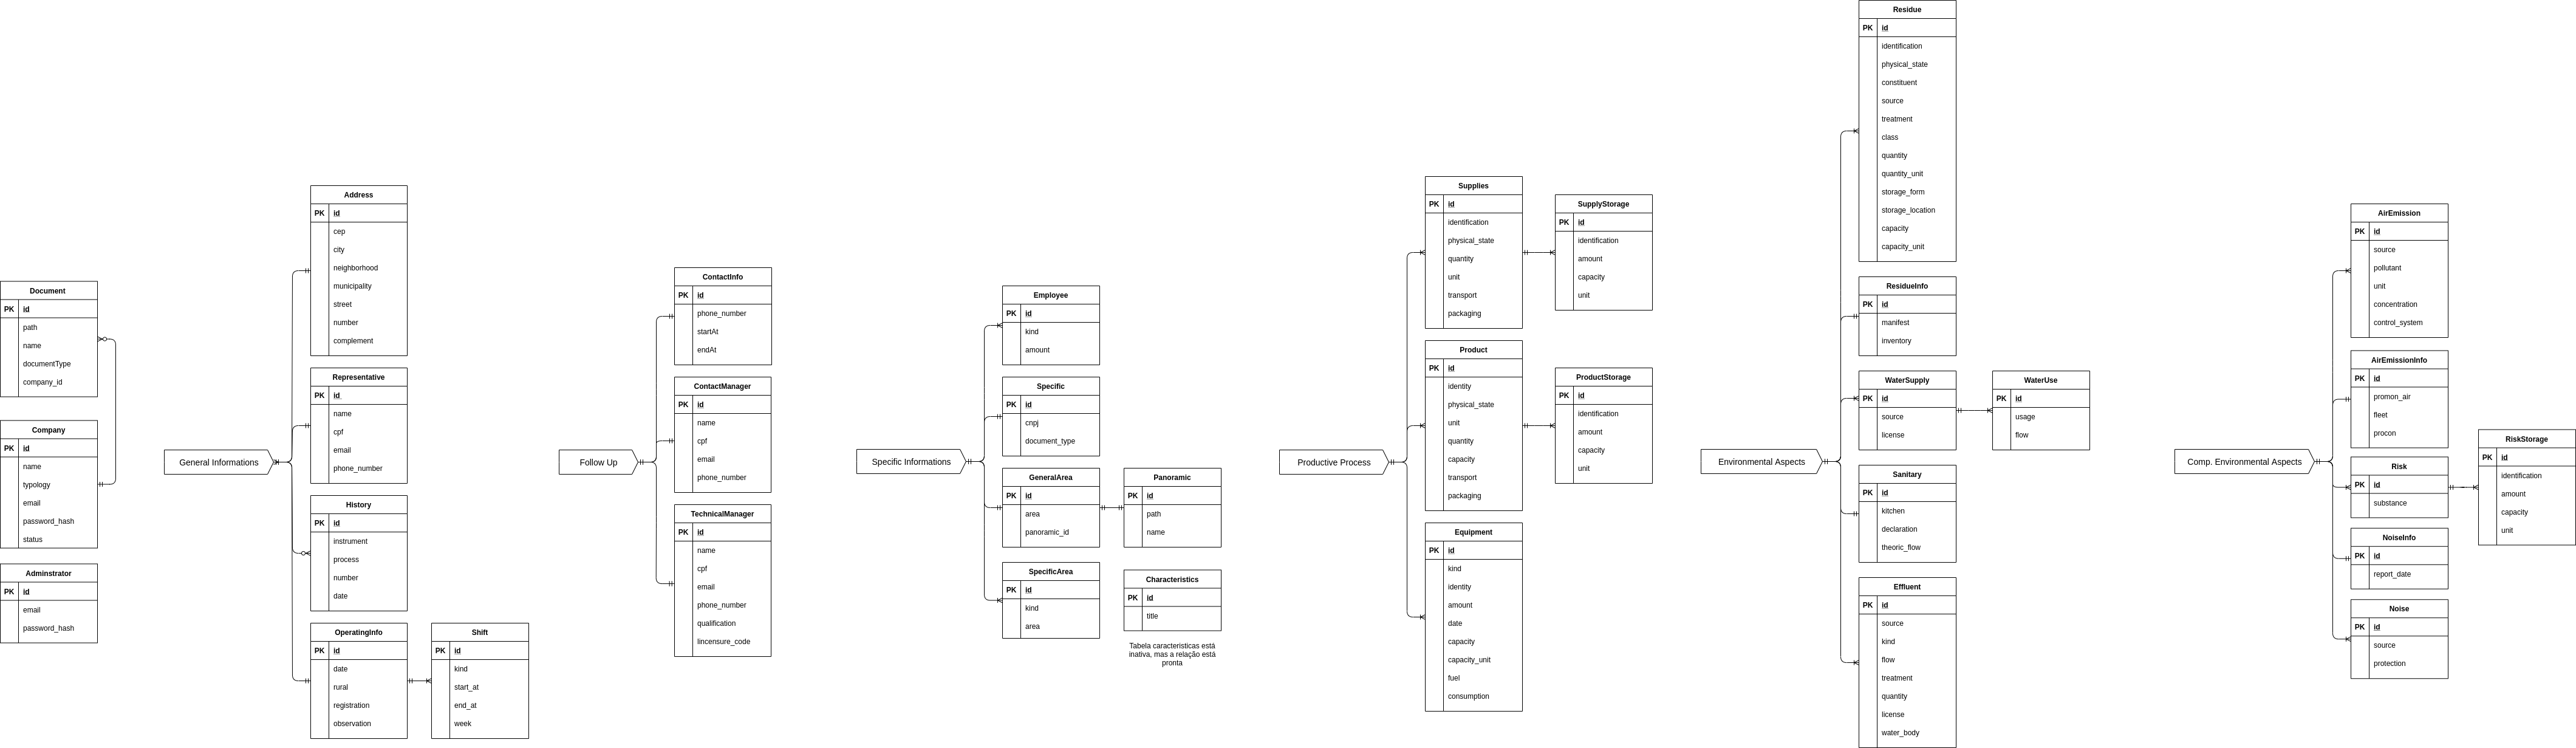 Document
PK id
path
name
documentType
company_id
Company
PK id
name
typology
email
password_hash
status
Adminstrator
PK id
email
password_hash
General Informations
Address
PK id
cep
city
neighborhood
municipality
street
number
complement
Representative
PK id
name
cpf
email
phone_number
History
PK id
instrument
process
number
date
OperatingInfo
PK id
date
rural
registration
observation
Shift
PK id
kind
start_at
end_at
week
Follow Up
ContactInfo
PK id
phone_number
startAt
endAt
ContactManager
PK id
name
cpf
email
phone_number
TechnicalManager
PK id
name
cpf
email
phone_number
qualification
lincensure_code
Specific Informations
Employee
PK id
kind
amount
Specific
PK id
cnpj
document_type
GeneralArea
PK id
area
panoramic_id
SpecificArea
PK id
kind
area
Panoramic
PK id
path
name
Characteristics
PK id
title
Tabela caracteristicas está
inativa, mas a relação está
pronta
Productive Process
Supplies
PK id
identification
physical_state
quantity
unit
transport
packaging
SupplyStorage
PK id
identification
amount
capacity
unit
Product
PK id
identity
physical_state
unit
quantity
capacity
transport
packaging
ProductStorage
PK id
identification
amount
capacity
unit
Equipment
PK id
kind
identity
amount
date
capacity
capacity_unit
fuel
consumption
Environmental Aspects
Residue
PK id
identification
physical_state
constituent
source
treatment
class
quantity
quantity_unit
storage_form
storage_location
capacity
capacity_unit
ResidueInfo
PK id
manifest
inventory
WaterSupply
PK id
source
license
WaterUse
PK id
usage
flow
Sanitary
PK id
kitchen
declaration
theoric_flow
Effluent
PK id
source
kind
flow
treatment
quantity
license
water_body
Comp. Environmental Aspects
AirEmission
PK id
source
pollutant
unit
concentration
control_system
AirEmissionInfo
PK id
promon_air
fleet
procon
Risk
PK id
substance
RiskStorage
PK id
identification
amount
capacity
unit
NoiseInfo
PK id
report_date
Noise
PK id
source
protection